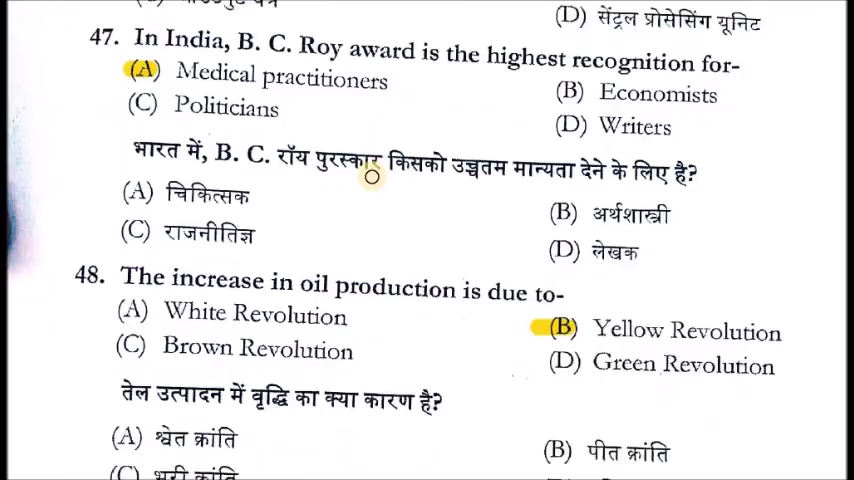 (D) सेंट्रल प्रोसेसिंग यूनिट
47. In India, B. C. Roy award is the highest recognition for-
(A) Medical practitioners
(B) Economists
(C) Politicians
(D) Writers
भारत में, B. C. रॉय पुरस्कार किसको उच्चतम मान्यता देने के लिए है?
(A) चिकित्सक
(B) अर्थशास्त्री
(C) राजनीतिज्ञ
(D) लेखक
48. The increase in oil production is due to-
(A) White Revolution
(B) Yellow Revolution
(C) Brown Revolution
(D) Green Revolution
तेल उत्पादन में वृद्धि का क्या कारण है?
(A) श्वेत क्रांति
(B) पीत क्रांति
(C) भूरी क्रांति